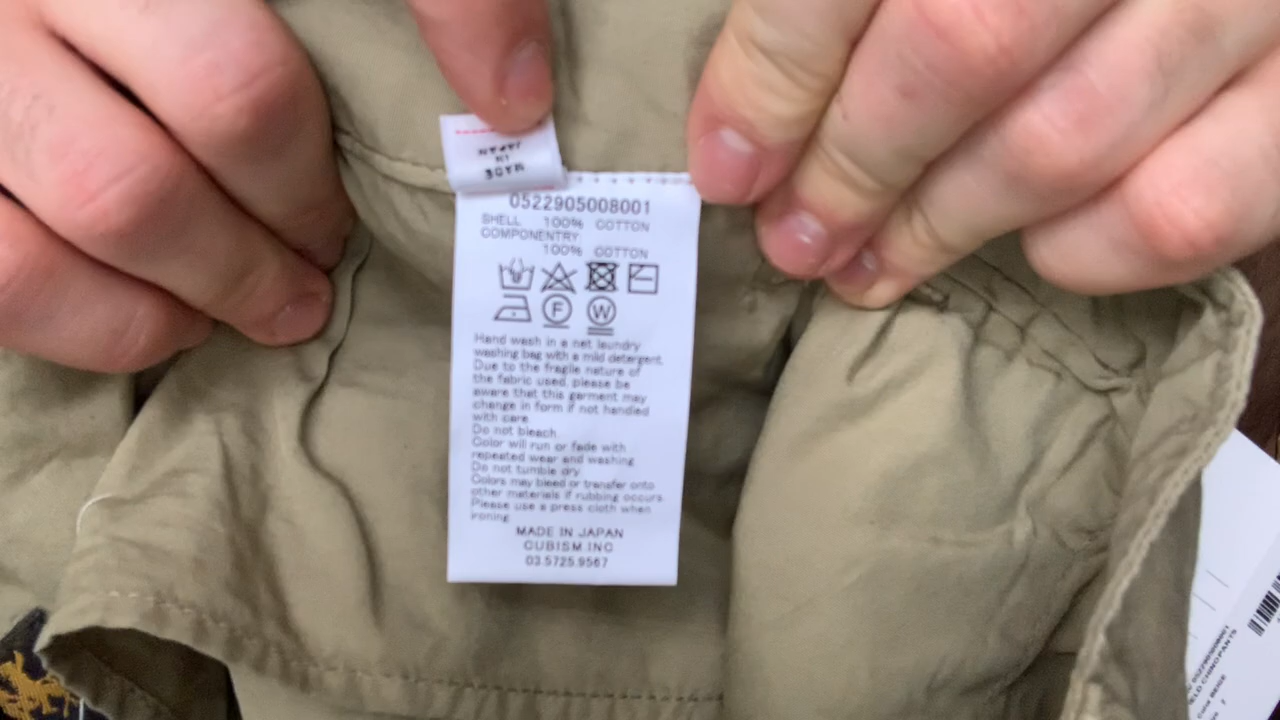 0522905008001
SHELL 100% COTTON
COMPONENTRY:
100% COTTON
F W
Hand wash in a net laundry
washing bag with a mild detergent.
Due to the fragile nature of
the fabric used, please be
aware that this garment may
change in form if not handled
with care
Do not bleach
Color will run or fade with
repeated wear and washing
Do not tumble dry
Colors may bleed or transfer onto
other materials if rubbing occurs
Please use a press cloth when
ironing
MADE IN JAPAN
CUBISM.INC
03.5725.9567
BEIGE